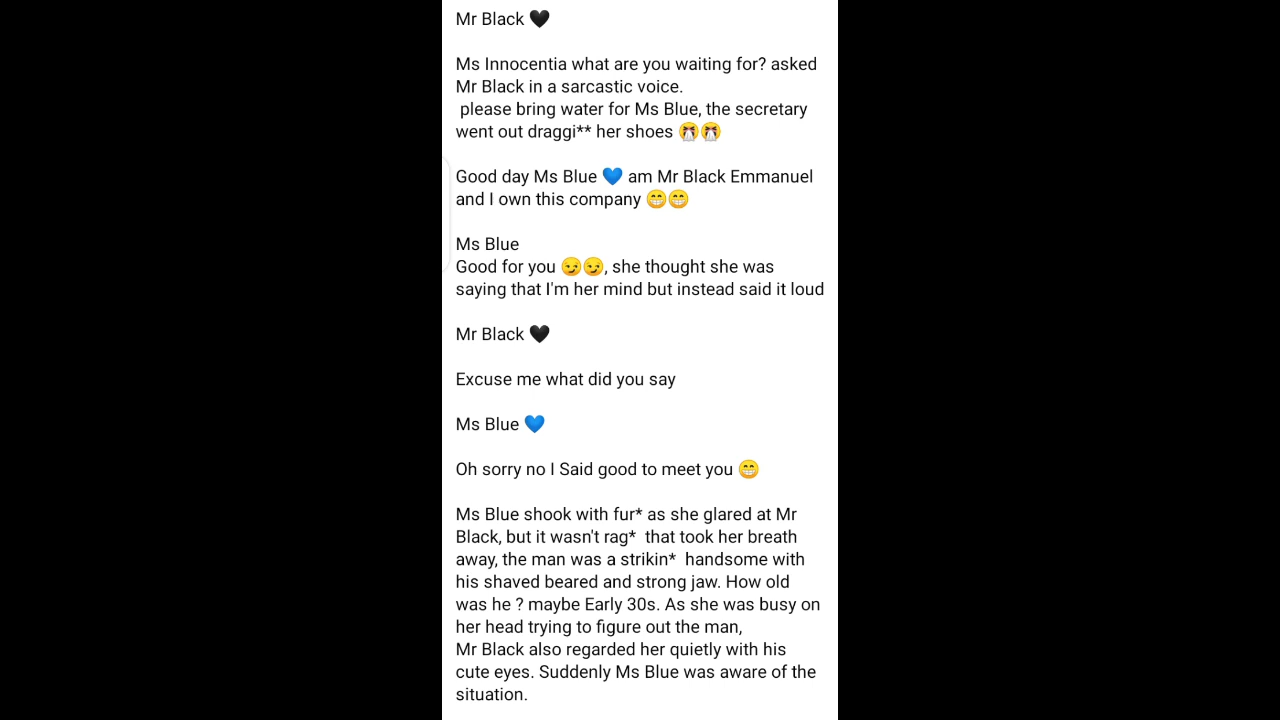 Mr Black 🖤
Ms Innocentia what are you waiting for? asked
Mr Black in a sarcastic voice.
please bring water for Ms Blue, the secretary
went out draggi** her shoes 🤧🤧
Good day Ms Blue 💙 am Mr Black Emmanuel
and I own this company 😁😁
Ms Blue
Good for you 😏😏, she thought she was
saying that I'm her mind but instead said it loud
Mr Black 🖤
Excuse me what did you say
Ms Blue 💙
Oh sorry no I Said good to meet you 😁
Ms Blue shook with fur* as she glared at Mr
Black, but it wasn't rag*  that took her breath
away, the man was a strikin*  handsome with
his shaved beared and strong jaw. How old
was he ? maybe Early 30s. As she was busy on
her head trying to figure out the man,
Mr Black also regarded her quietly with his
cute eyes. Suddenly Ms Blue was aware of the
situation.